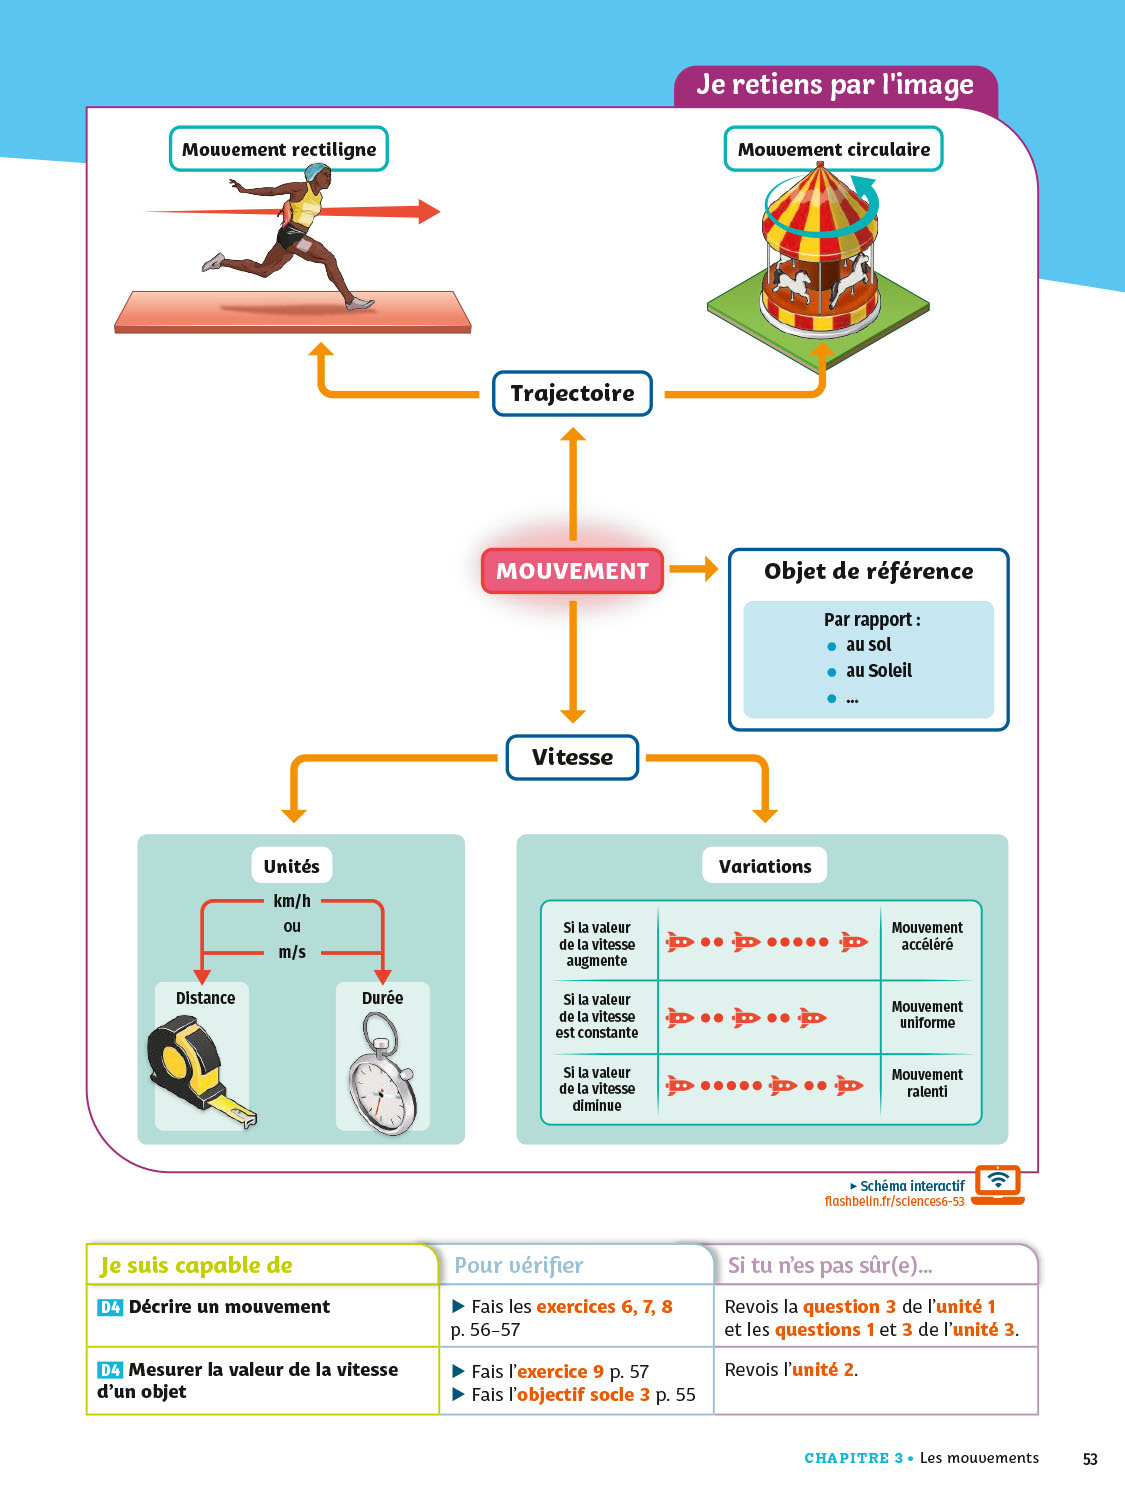 Je retiens par l'image
Mouvement rectiligne
Mouvement circulaire
Trajectoire
MOUVEMENT
Objet de référence
Par rapport :
• au sol
• au Soleil
• ...
Vitesse
Unités
km/h
ou
m/s
Distance
Durée
Variations
Si la valeur
de la vitesse
augmente
Mouvement
accéléré
Si la valeur
de la vitesse
est constante
Mouvement
uniforme
Si la valeur
de la vitesse
diminue
Mouvement
ralenti
▸ Schéma interactif
flashbelin.fr/sciences6-53
Je suis capable de
Pour vérifier
Si tu n'es pas sûr(e)...
D4 Décrire un mouvement
▶ Fais les exercices 6, 7, 8
p. 56-57
Revois la question 3 de l'unité 1
et les questions 1 et 3 de l'unité 3.
D4 Mesurer la valeur de la vitesse
d'un objet
▶ Fais l'exercice 9 p. 57
▶ Fais l'objectif socle 3 p. 55
Revois l'unité 2.
CHAPITRE 3 • Les mouvements 53